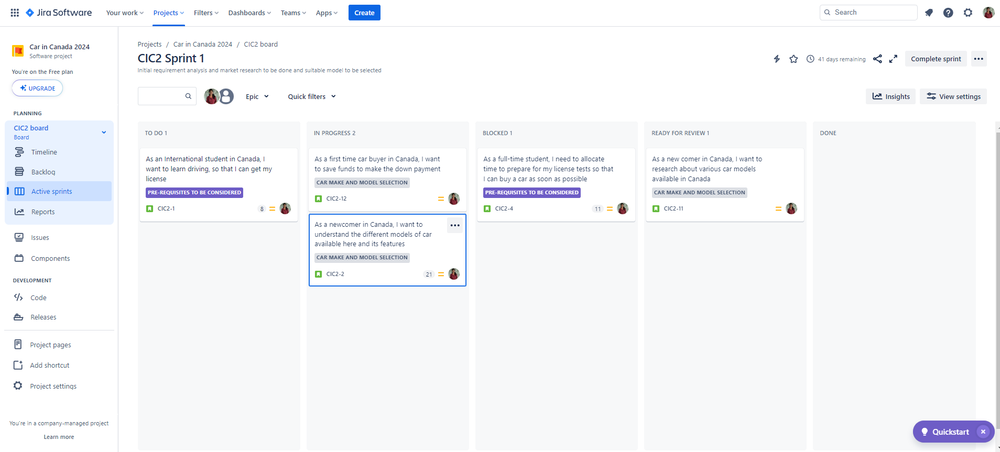 Jira Software
Your work
Projects
Filters
Dashboards
Teams
Apps
Create
Search
Car in Canada 2024
Software project
You're on the Free plan
UPGRADE
PLANNING
CIC2 board
Board
Timeline
Backlog
Active sprints
Reports
Issues
Components
DEVELOPMENT
Code
Releases
Project pages
Add shortcut
Project settings
You're in a company-managed project
Learn more
Projects / Car in Canada 2024 / CIC2 board
CIC2 Sprint 1
Initial requirement analysis and market research to be done and suitable model to be selected
41 days remaining
Complete sprint
Epic
Quick filters
Insights
View settings
TO DO 1
As an International student in Canada, I
want to learn driving, so that I can get my
license
PRE-REQUISITES TO BE CONSIDERED
CIC2-1
8
IN PROGRESS 2
As a first time car buyer in Canada, I want
to save funds to make the down payment
CAR MAKE AND MODEL SELECTION
CIC2-12
As a newcomer in Canada, I want to
understand the different models of car
available here and its features
CAR MAKE AND MODEL SELECTION
CIC2-2
21
BLOCKED 1
As a full-time student, I need to allocate
time to prepare for my license tests so that
I can buy a car as soon as possible
PRE-REQUISITES TO BE CONSIDERED
CIC2-4
11
READY FOR REVIEW 1
As a new comer in Canada, I want to
research about various car models
available in Canada
CAR MAKE AND MODEL SELECTION
CIC2-11
DONE
Quickstart